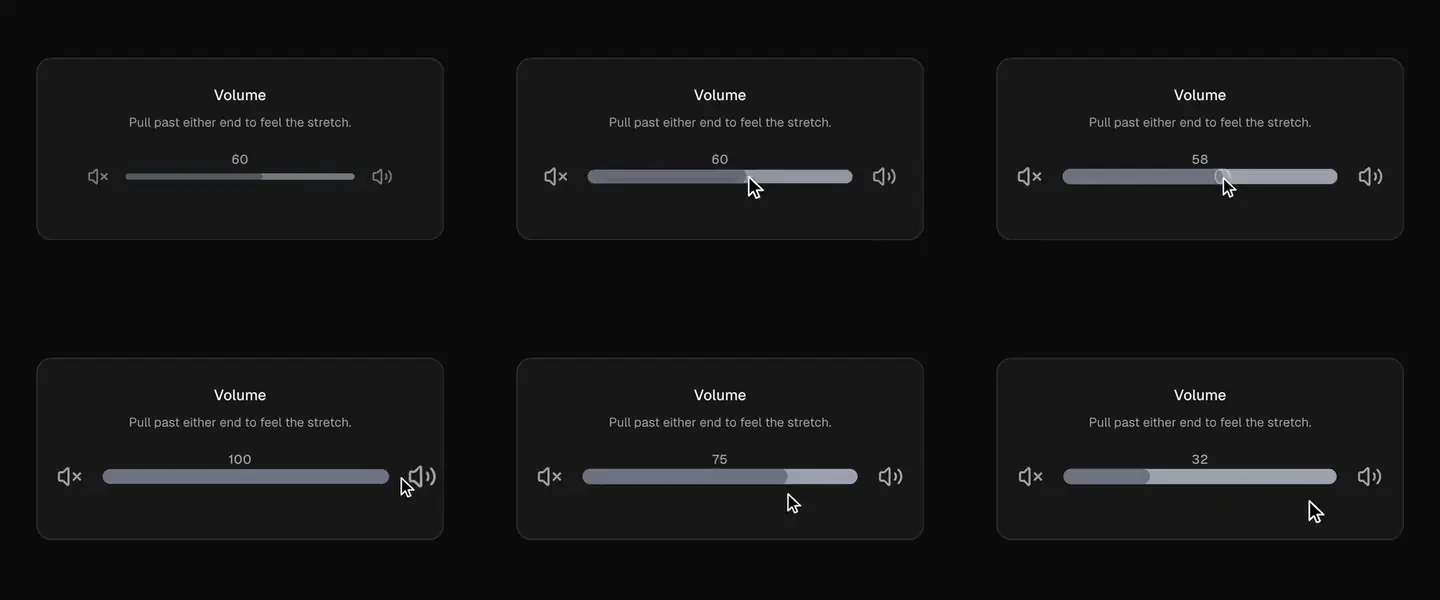 Volume
Pull past either end to feel the stretch.
60
Volume
Pull past either end to feel the stretch.
60
Volume
Pull past either end to feel the stretch.
58
Volume
Pull past either end to feel the stretch.
100
Volume
Pull past either end to feel the stretch.
75
Volume
Pull past either end to feel the stretch.
32